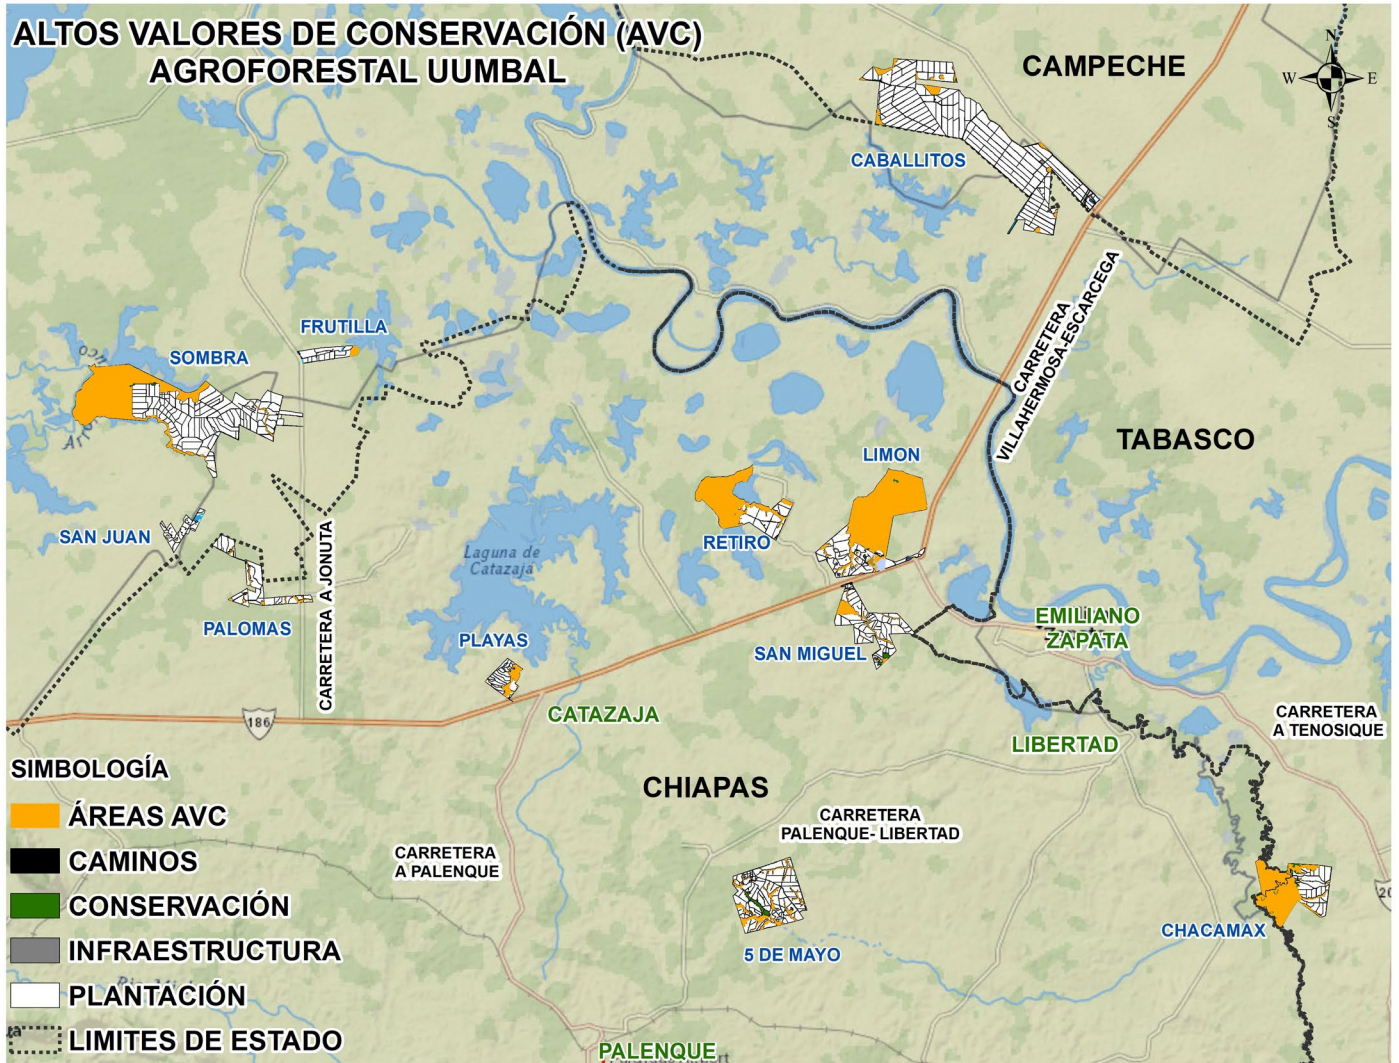 ALTOS VALORES DE CONSERVACIÓN (AVC)
AGROFORESTAL UUMBAL
CAMPECHE
N
W
E
S
CABALLITOS
CARRETERA
VILLAHERMOSA-ESCARCEGA
FRUTILLA
SOMBRA
TABASCO
LIMON
SAN JUAN
RETIRO
Laguna de
Catazajá
CARRETERA A JONUTA
PALOMAS
PLAYAS
SAN MIGUEL
EMILIANO
ZAPATA
186
CATAZAJA
LIBERTAD
CARRETERA
A TENOSIQUE
CHIAPAS
CARRETERA
PALENQUE- LIBERTAD
CARRETERA
A PALENQUE
CHACAMAX
5 DE MAYO
PALENQUE
SIMBOLOGÍA
ÁREAS AVC
CAMINOS
CONSERVACIÓN
INFRAESTRUCTURA
PLANTACIÓN
LIMITES DE ESTADO